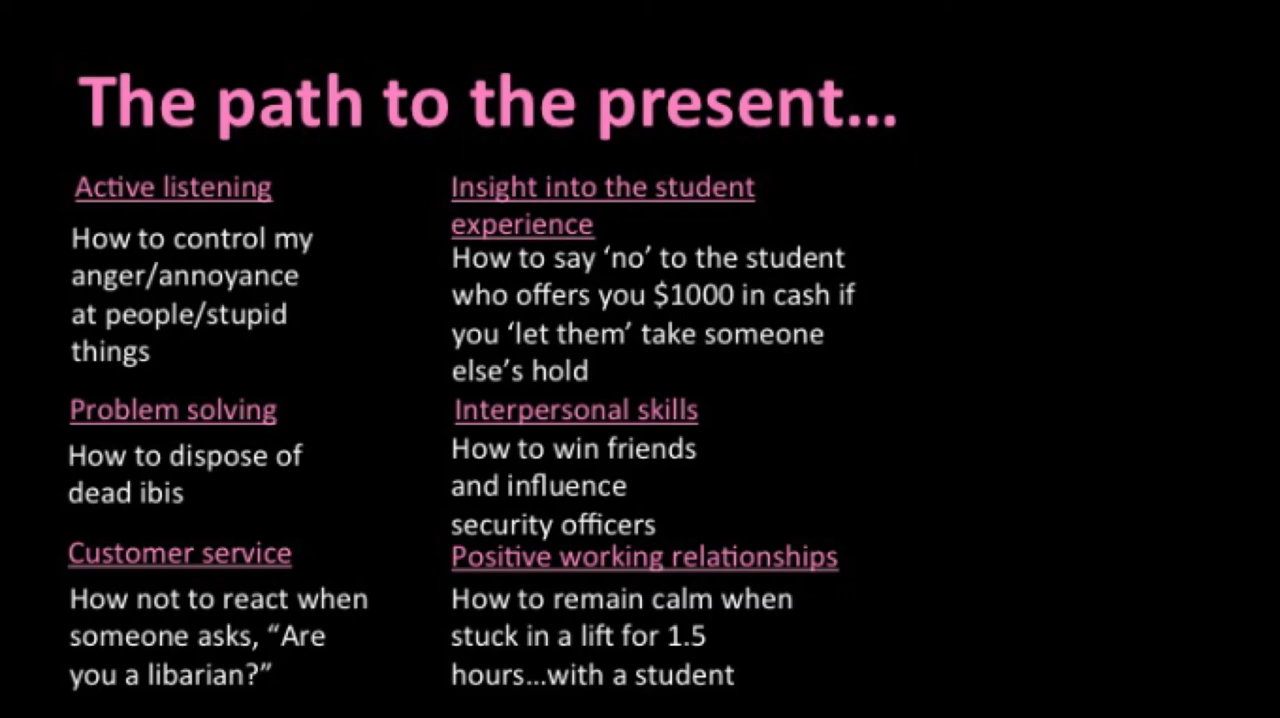 The path to the present...
Active listening
How to control my
anger/annoyance
at people/stupid
things
Problem solving
How to dispose of
dead ibis
Customer service
How not to react when
someone asks, “Are
you a libarian?”
Insight into the student
experience
How to say ‘no’ to the student
who offers you $1000 in cash if
you ‘let them’ take someone
else’s hold
Interpersonal skills
How to win friends
and influence
security officers
Positive working relationships
How to remain calm when
stuck in a lift for 1.5
hours...with a student